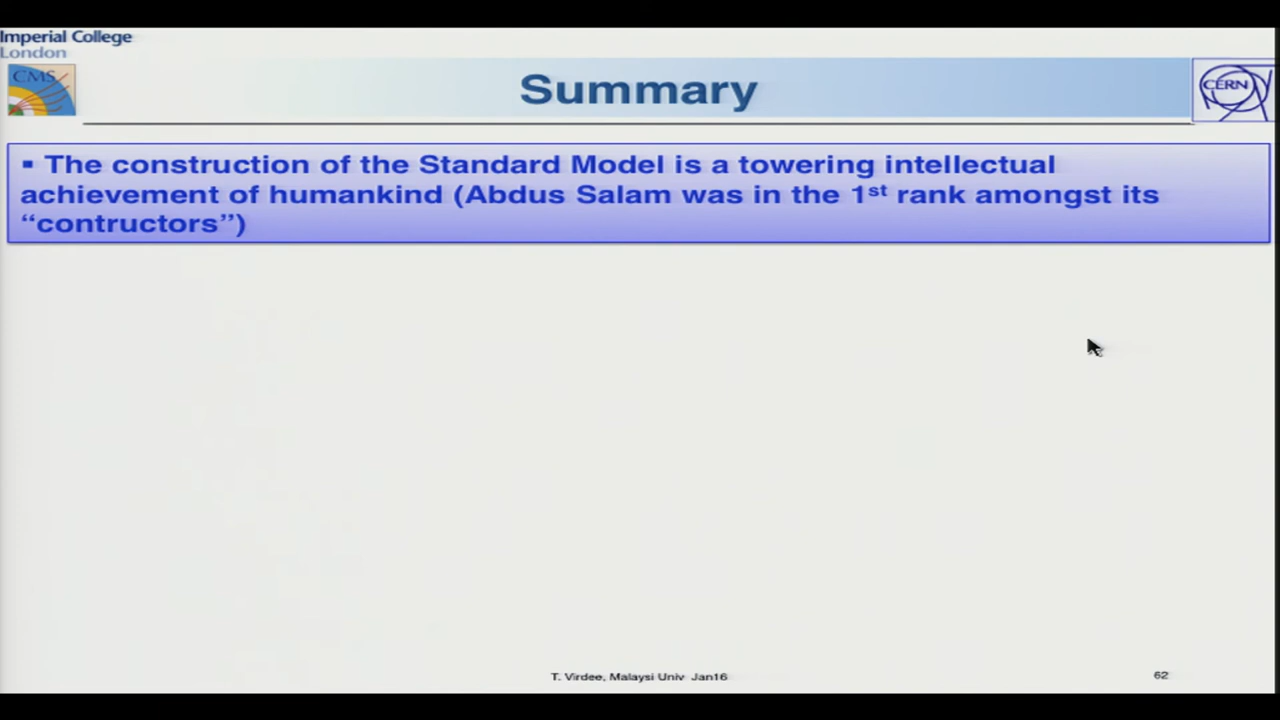 Imperial College
London
CMS
Summary
CERN
▪ The construction of the Standard Model is a towering intellectual
achievement of humankind (Abdus Salam was in the 1st rank amongst its
“contructors”)
T. Virdee, Malaysi Univ Jan16
62